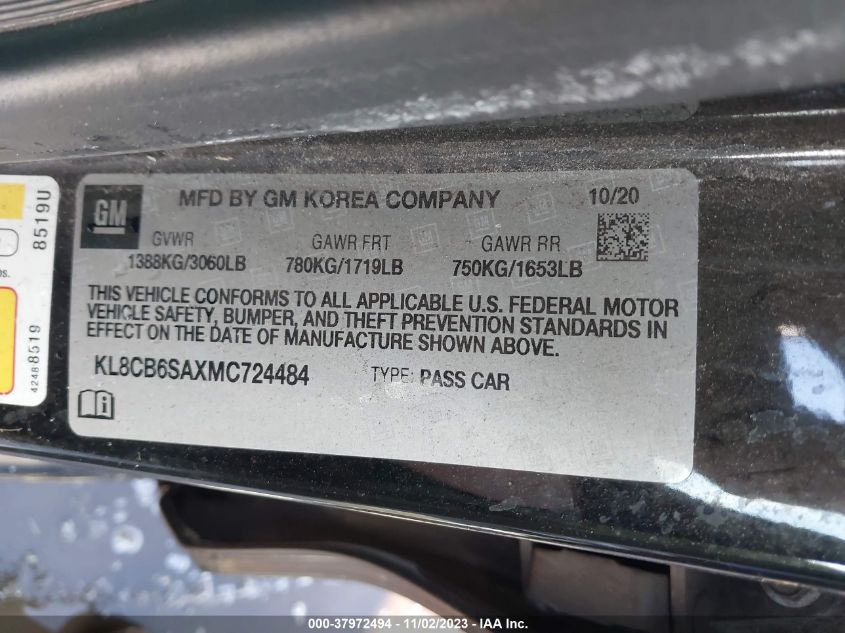 MFD BY GM KOREA COMPANY 10/20
GM
GVWR GAWR FRT GAWR RR
1388KG/3060LB 780KG/1719LB 750KG/1653LB
THIS VEHICLE CONFORMS TO ALL APPLICABLE U.S. FEDERAL MOTOR
VEHICLE SAFETY, BUMPER, AND THEFT PREVENTION STANDARDS IN
EFFECT ON THE DATE OF MANUFACTURE SHOWN ABOVE.
KL8CB6SAXMC724484 TYPE: PASS CAR
8519U
42488519
000-37972494 - 11/02/2023 - IAA Inc.